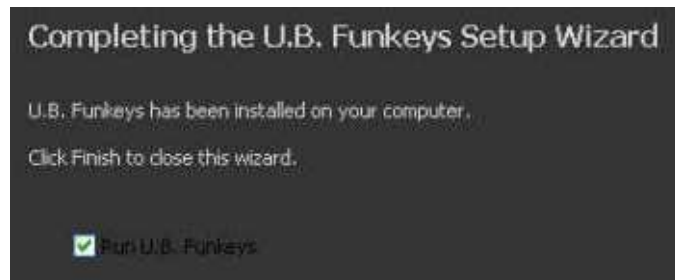 Completing the U.B. Funkeys Setup Wizard
U.B. Funkeys has been installed on your computer.
Click Finish to close this wizard.
Run U.B. Funkeys